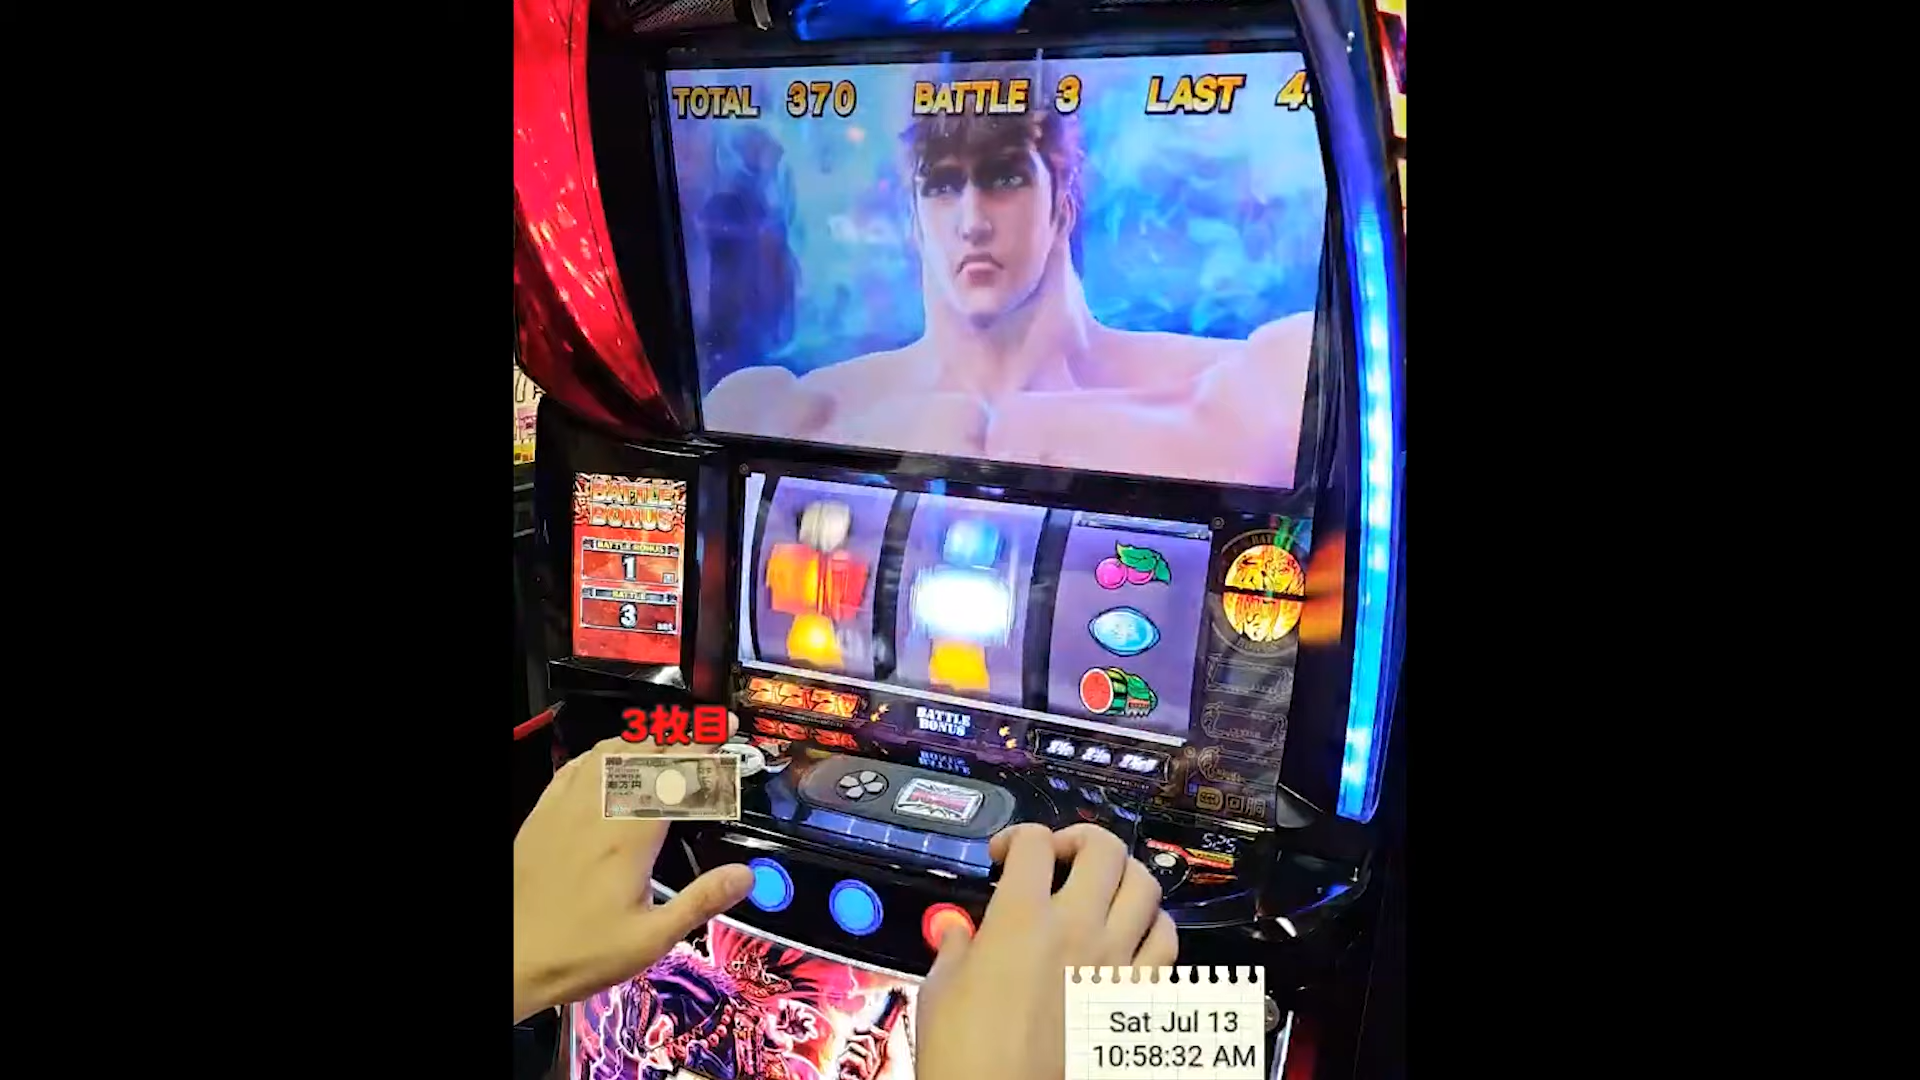 TOTAL 370 BATTLE 3 LAST
BATTLE
BONUS
BATTLE BONUS
1
BATTLE
3
BATTLE
BONUS
3枚目
壱万円
525
Sat Jul 13
10:58:32 AM